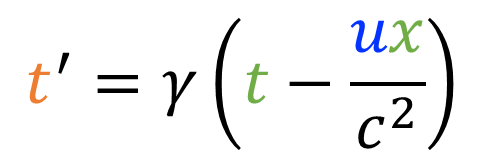 t′ = γ(t − ux/c²)